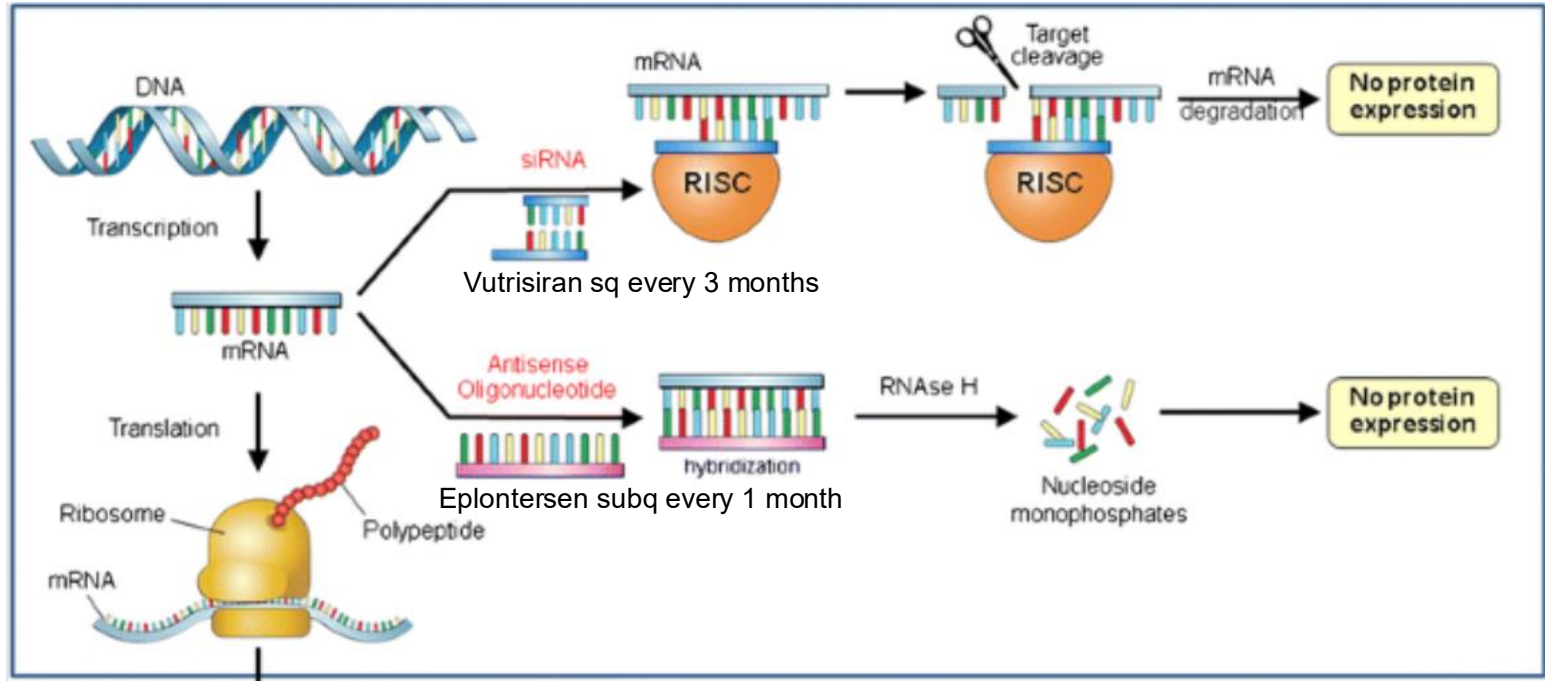 DNA
Transcription
mRNA
Translation
Ribosome
Polypeptide
mRNA
siRNA
Vutrisiran sq every 3 months
mRNA
RISC
Target
cleavage
RISC
mRNA
degradation
No protein
expression
Antisense
Oligonucleotide
Eplontersen subq every 1 month
hybridization
RNAse H
Nucleoside
monophosphates
No protein
expression